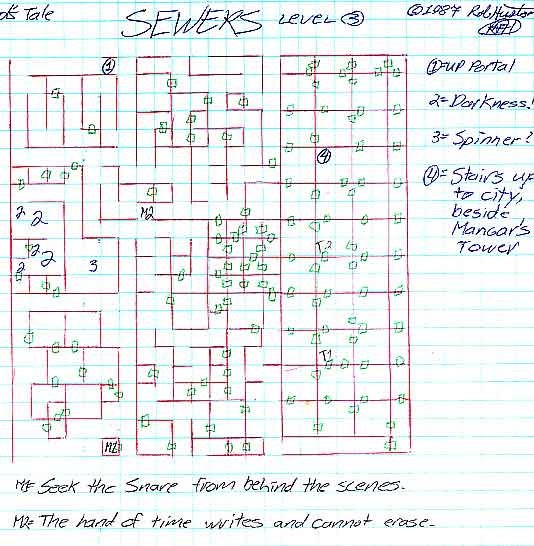 d's Tale
SEWERS Level 3
©1987 Rob
RFH
1=UP Portal
2=Darkness!
3=Spinner?
4=Stairs up
to city,
beside
Mangar's
Tower
1
4
2 2
M2
2 2
2
3
T2
T1
M1
M1= Seek the Snare from behind the scenes.
M2= The hand of time writes and cannot erase.